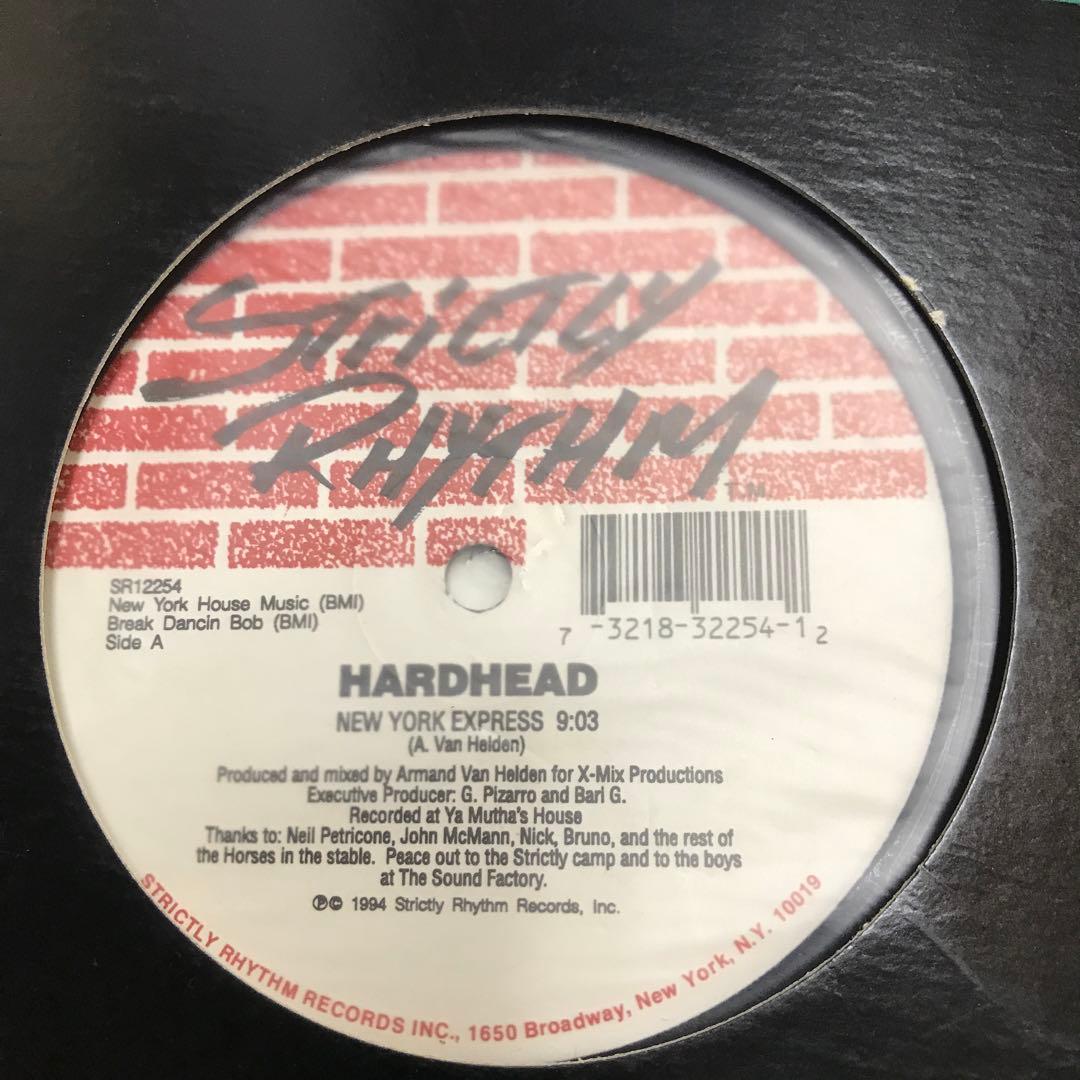 STRICTLY
RHYTHM
TM
SR12254
New York House Music (BMI)
Break Dancin Bob (BMI)
Side A
7 -3218-32254-1 2
HARDHEAD
NEW YORK EXPRESS 9:03
(A. Van Helden)
Produced and mixed by Armand Van Helden for X-Mix Productions
Executive Producer: G. Pizarro and Bari G.
Recorded at Ya Mutha's House
Thanks to: Neil Petricone, John McMann, Nick, Bruno, and the rest of
the Horses in the stable. Peace out to the Strictly camp and to the boys
at The Sound Factory.
℗© 1994 Strictly Rhythm Records, Inc.
STRICTLY RHYTHM RECORDS INC., 1650 Broadway, New York, N.Y. 10019